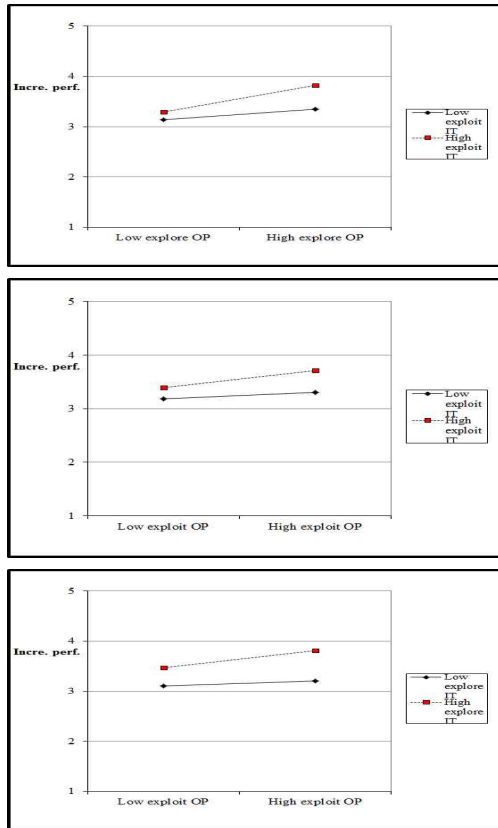 5
4
Incre. perf.
3
2
1
Low explore OP High explore OP
Low
exploit IT
High
exploit IT
5
4
Incre. perf.
3
2
1
Low exploit OP High exploit OP
Low
exploit IT
High
exploit IT
5
4
Incre. perf.
3
2
1
Low exploit OP High exploit OP
Low
explore IT
High
explore IT